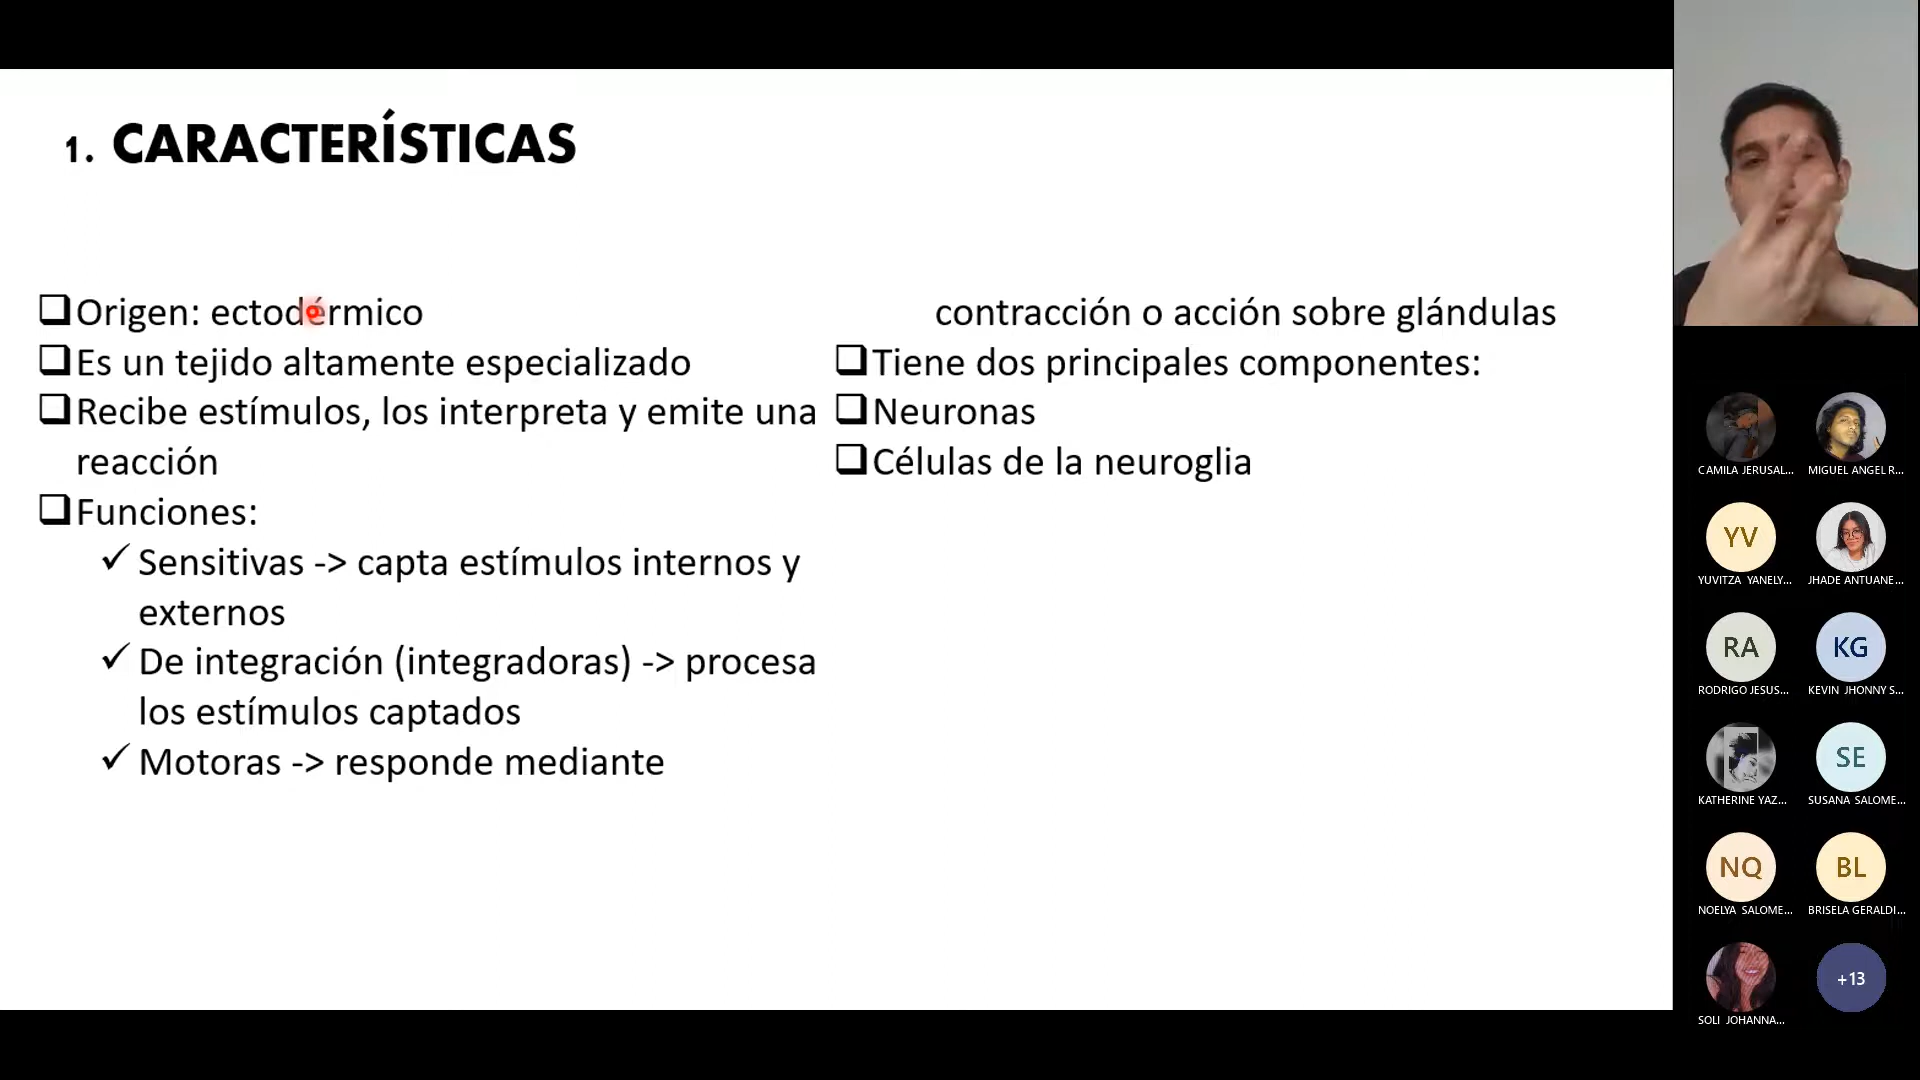 1. CARACTERÍSTICAS
Origen: ectodérmico
Es un tejido altamente especializado
Recibe estímulos, los interpreta y emite una
reacción
Funciones:
Sensitivas -> capta estímulos internos y
externos
De integración (integradoras) -> procesa
los estímulos captados
Motoras -> responde mediante
contracción o acción sobre glándulas
Tiene dos principales componentes:
Neuronas
Células de la neuroglia
CAMILA JERUSAL...
MIGUEL ANGEL R...
YV
YUVITZA YANELY...
JHADE ANTUANE...
RA
RODRIGO JESUS...
KG
KEVIN JHONNY S...
KATHERINE YAZ...
SE
SUSANA SALOME...
NQ
NOELYA SALOME...
BL
BRISELA GERALDI...
SOLI JOHANNA...
+13